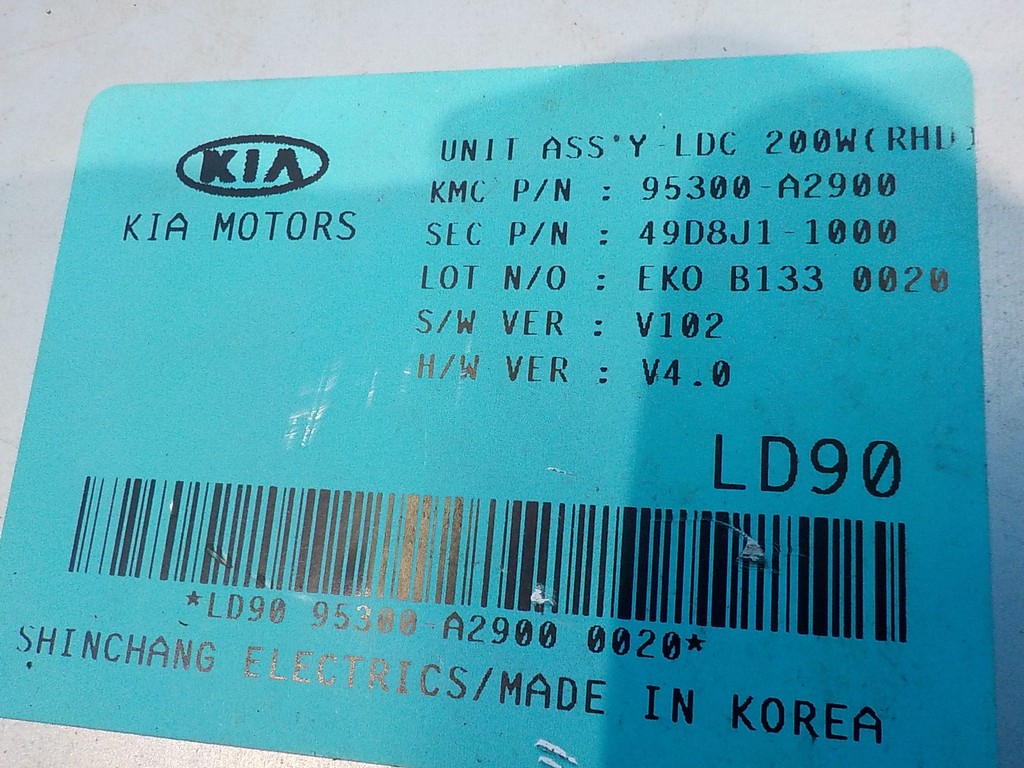 KIA
KIA MOTORS
UNIT ASS'Y LDC 200W(RHD)
KMC P/N : 95300-A2900
SEC P/N : 49D8J1-1000
LOT N/O : EKO B133 0020
S/W VER : V102
H/W VER : V4.0
LD90
*LD90 95300-A2900 0020*
SHINCHANG ELECTRICS/MADE IN KOREA